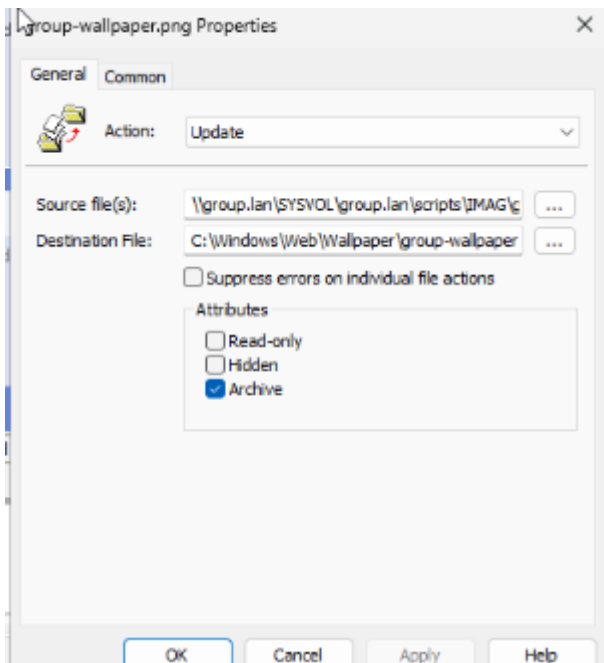 group-wallpaper.png Properties
General Common
Action: Update
Source file(s): \\group.lan\SYSVOL\group.lan\scripts\IMAG\g ...
Destination File: C:\Windows\Web\Wallpaper\group-wallpaper ...
Suppress errors on individual file actions
Attributes
Read-only
Hidden
Archive
OK Cancel Apply Help